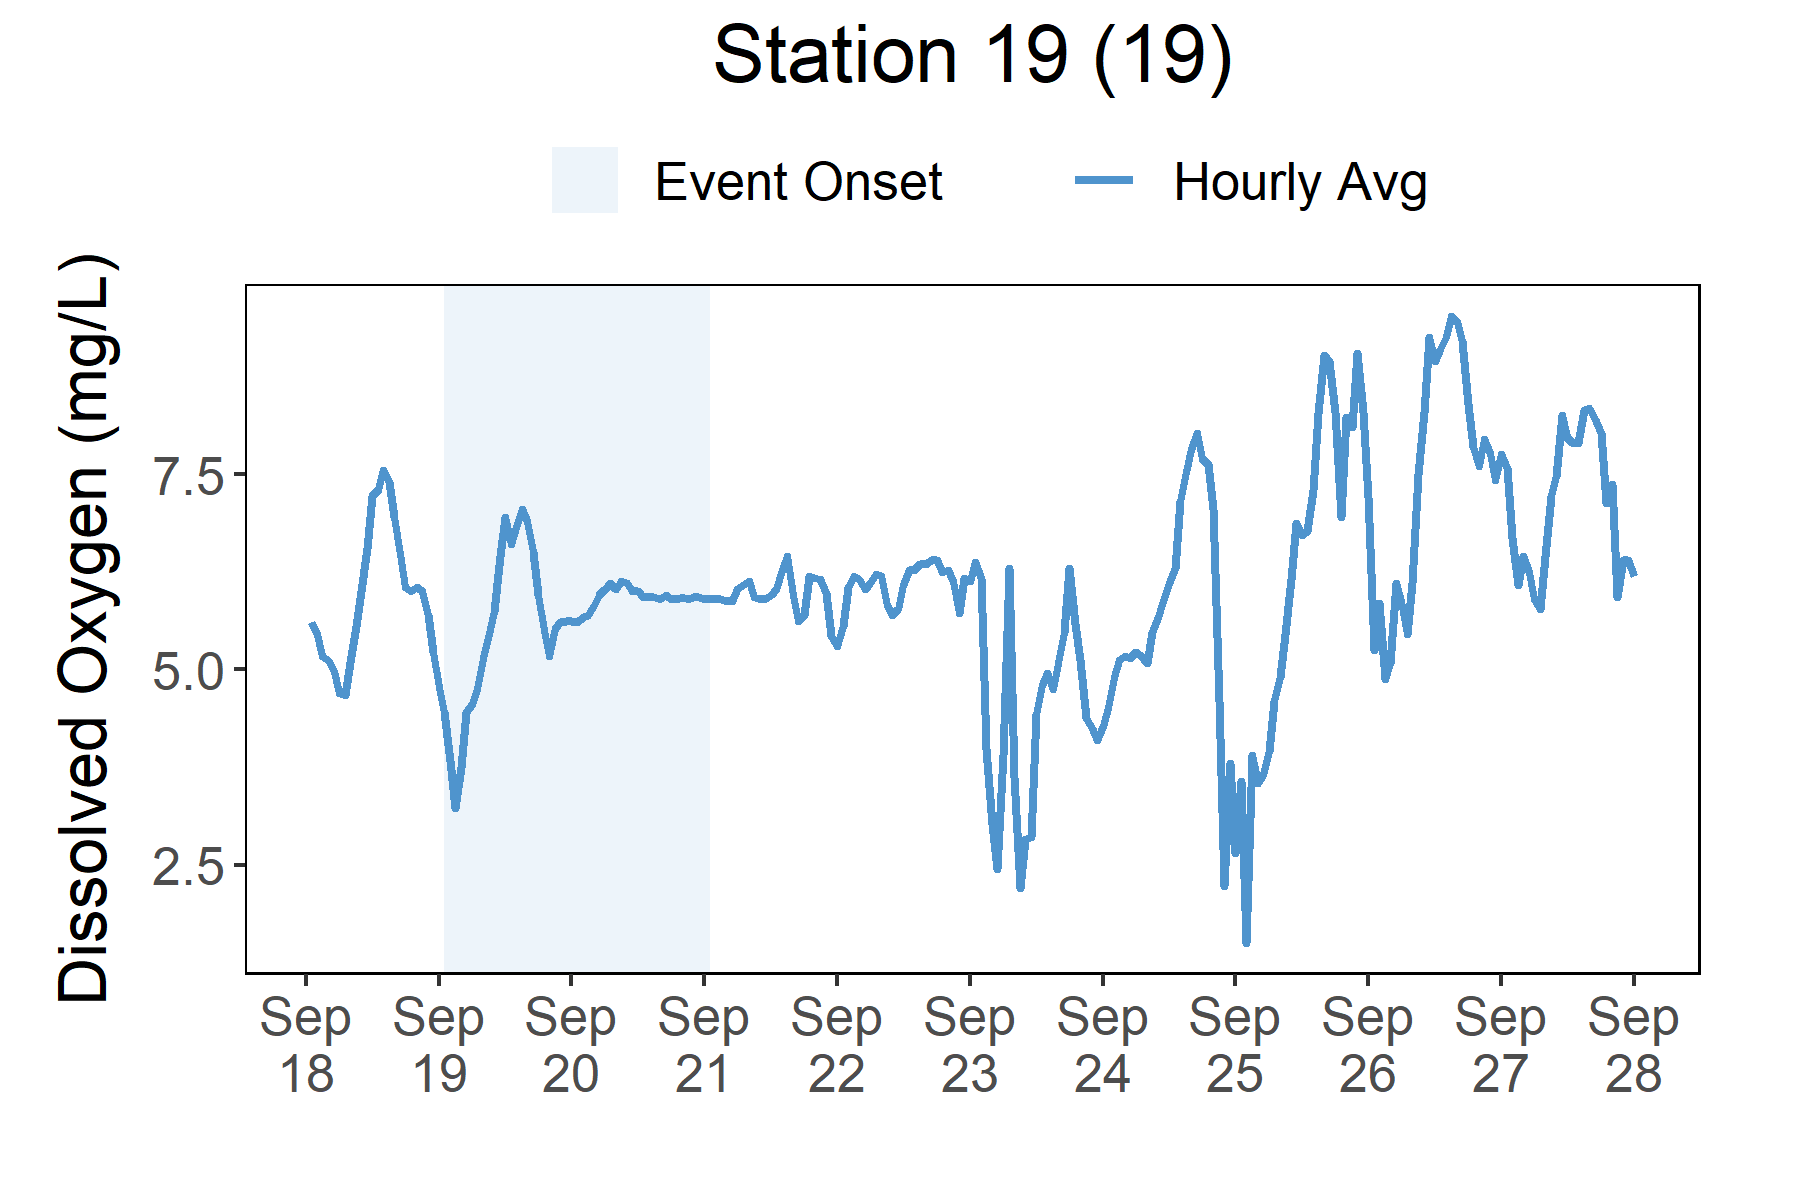 Station 19 (19)
Event Onset
Hourly Avg
Dissolved Oxygen (mg/L)
7.5
5.0
2.5
Sep 18
Sep 19
Sep 20
Sep 21
Sep 22
Sep 23
Sep 24
Sep 25
Sep 26
Sep 27
Sep 28